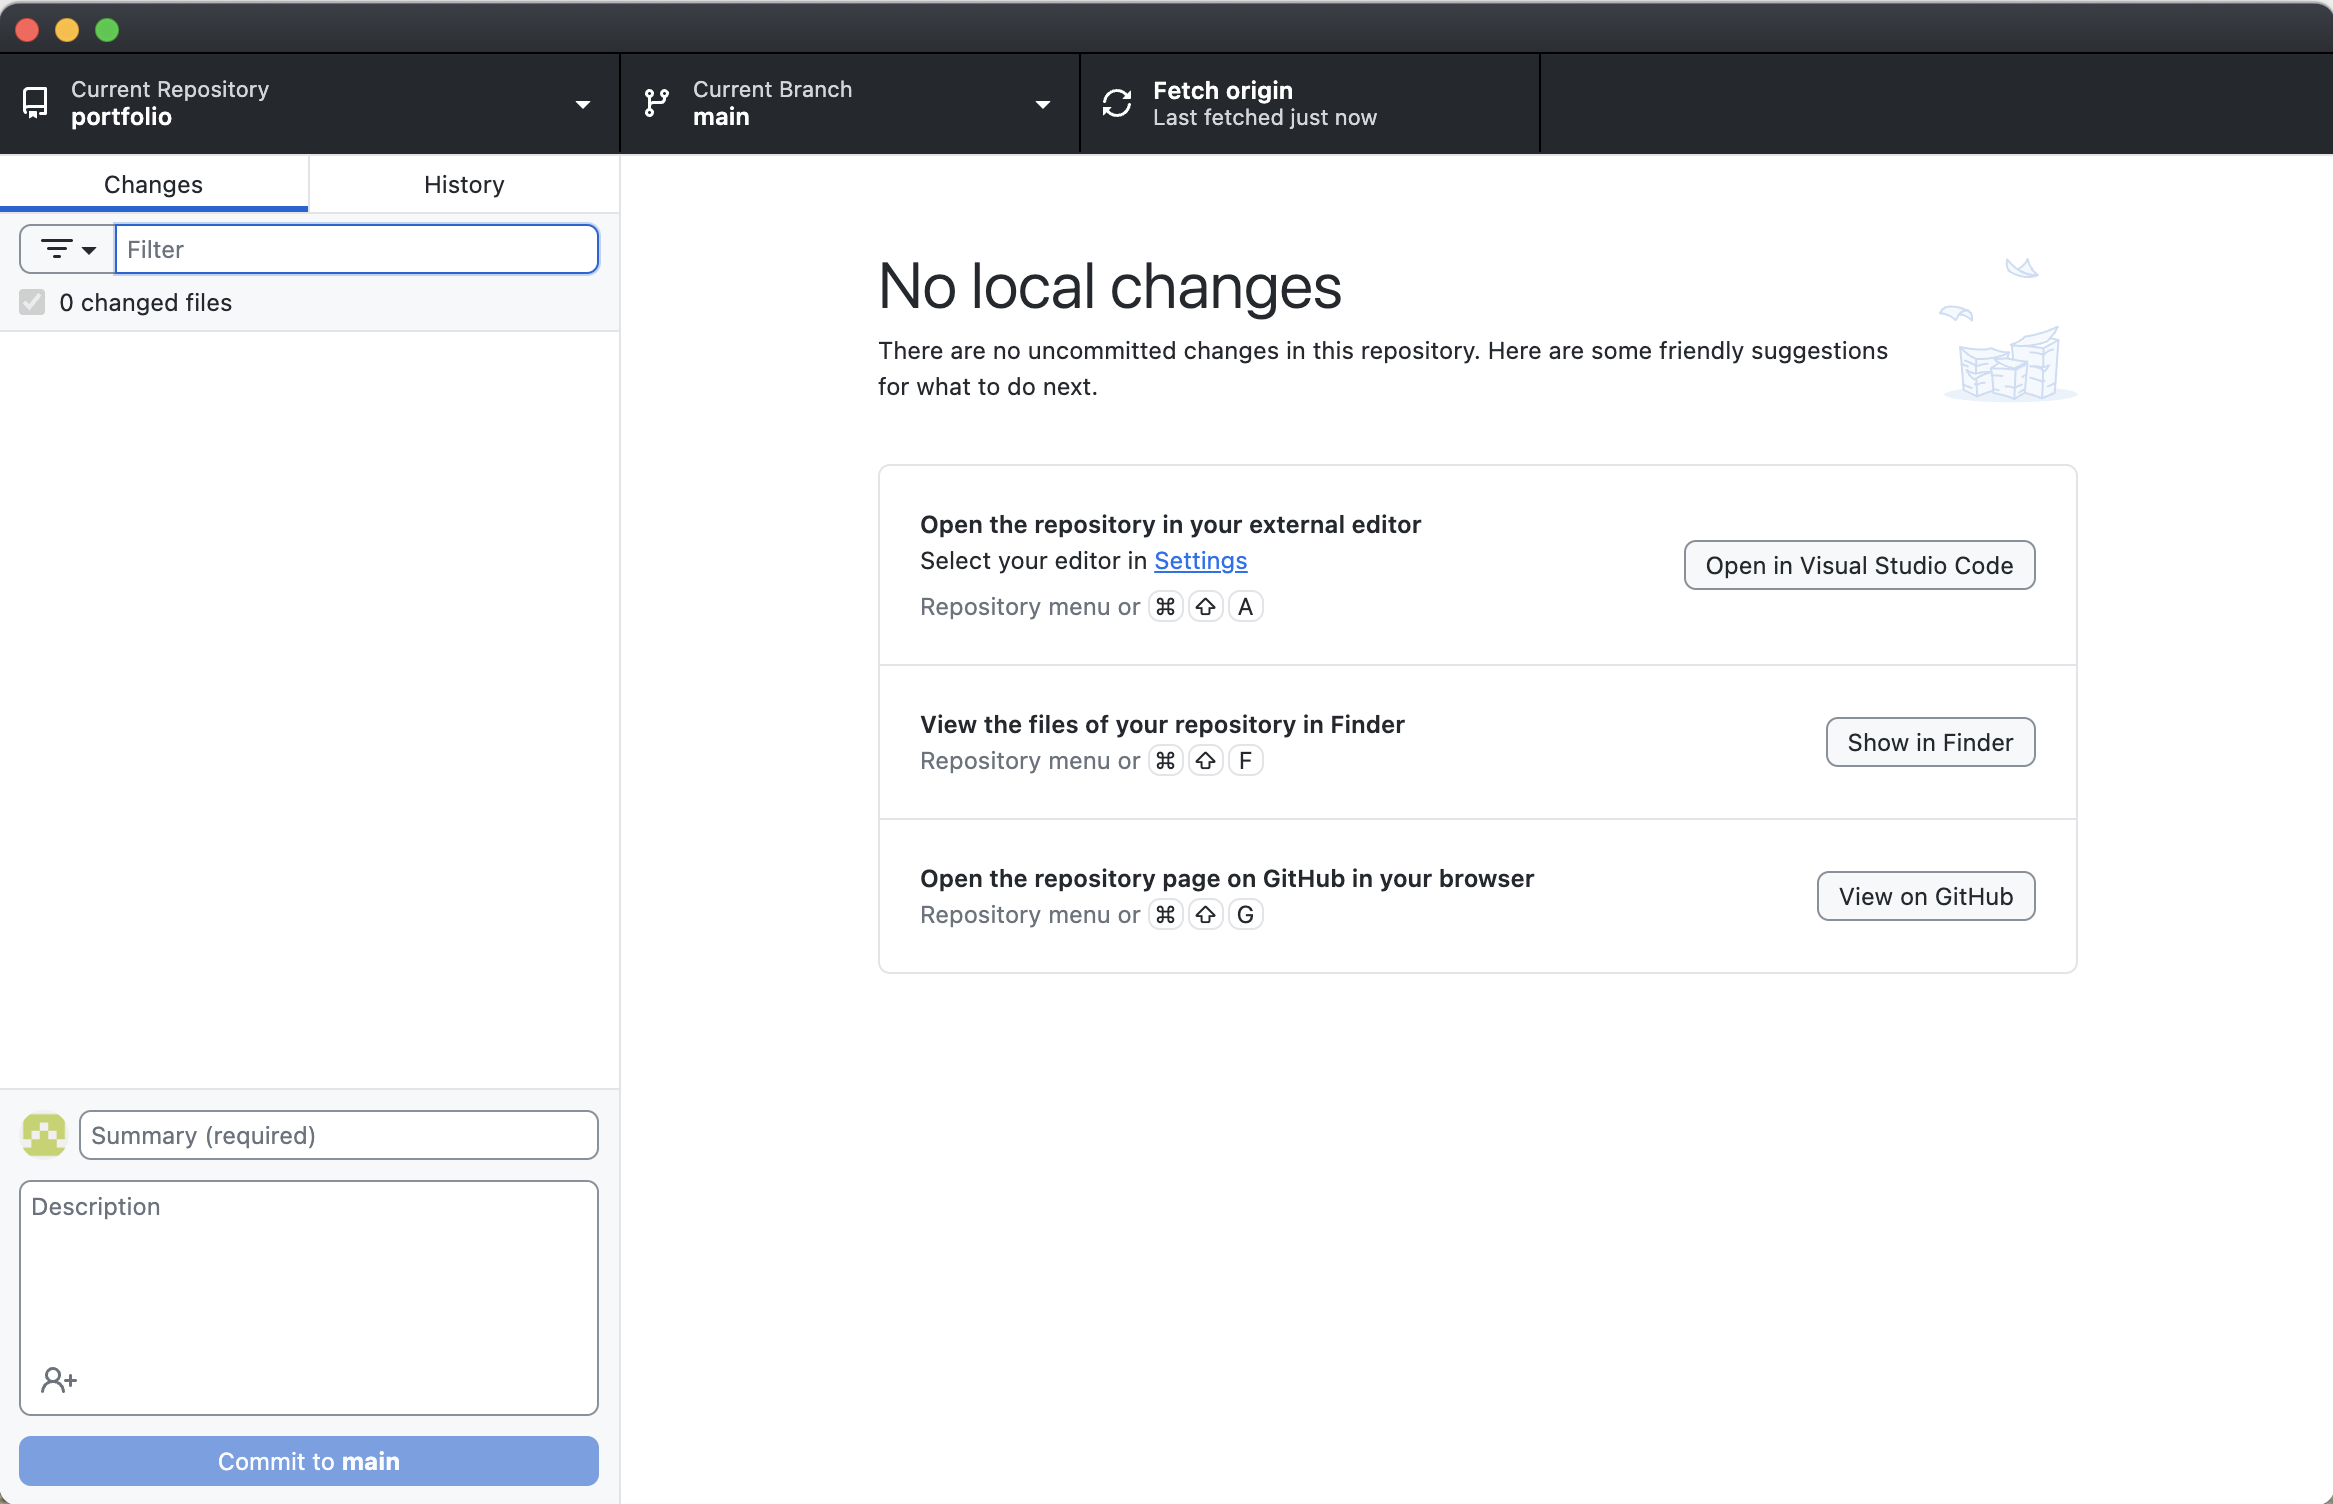 Current Repository
portfolio
Current Branch
main
Fetch origin
Last fetched just now
Changes
History
Filter
0 changed files
No local changes
There are no uncommitted changes in this repository. Here are some friendly suggestions
for what to do next.
Open the repository in your external editor
Select your editor in Settings
Repository menu or ⌘ ⇧ A
Open in Visual Studio Code
View the files of your repository in Finder
Repository menu or ⌘ ⇧ F
Show in Finder
Open the repository page on GitHub in your browser
Repository menu or ⌘ ⇧ G
View on GitHub
Summary (required)
Description
Commit to main